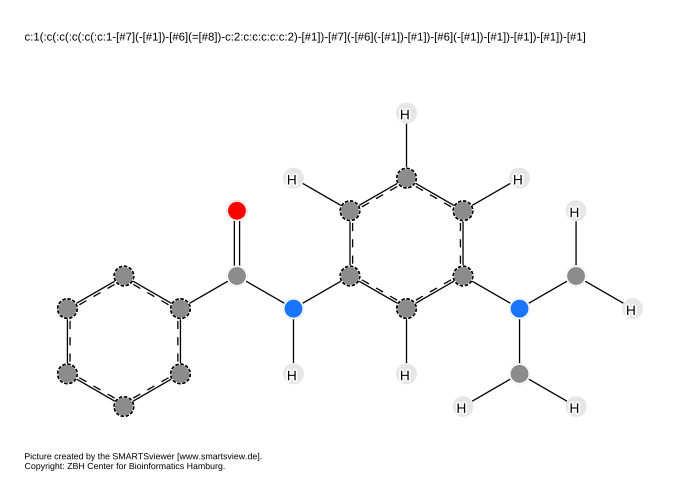 c:1(:c(:c(:c(:c(:c:1-[#7](-[#1])-[#6](=[#8])-c:2:c:c:c:c:c:2)-[#1])-[#7](-[#6](-[#1])-[#1])-[#6](-[#1])-[#1])-[#1])-[#1])-[#1]
H
H
H
H
H
H
H
H
H
Picture created by the SMARTSviewer [www.smartsview.de].
Copyright: ZBH Center for Bioinformatics Hamburg.